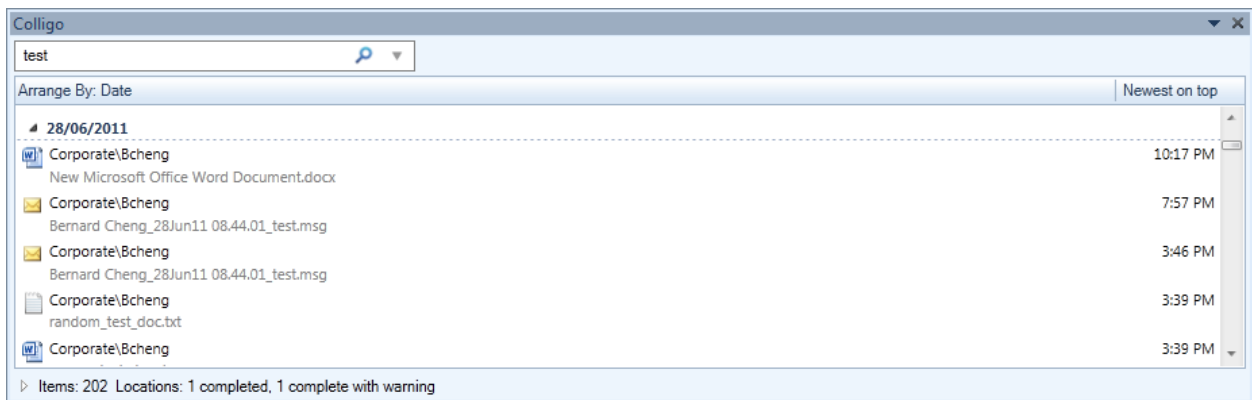 Colligo
test
Arrange By: Date Newest on top
28/06/2011
Corporate\Bcheng 10:17 PM
New Microsoft Office Word Document.docx
Corporate\Bcheng 7:57 PM
Bernard Cheng_28Jun11 08.44.01_test.msg
Corporate\Bcheng 3:46 PM
Bernard Cheng_28Jun11 08.44.01_test.msg
Corporate\Bcheng 3:39 PM
random_test_doc.txt
Corporate\Bcheng 3:39 PM
Items: 202 Locations: 1 completed, 1 complete with warning